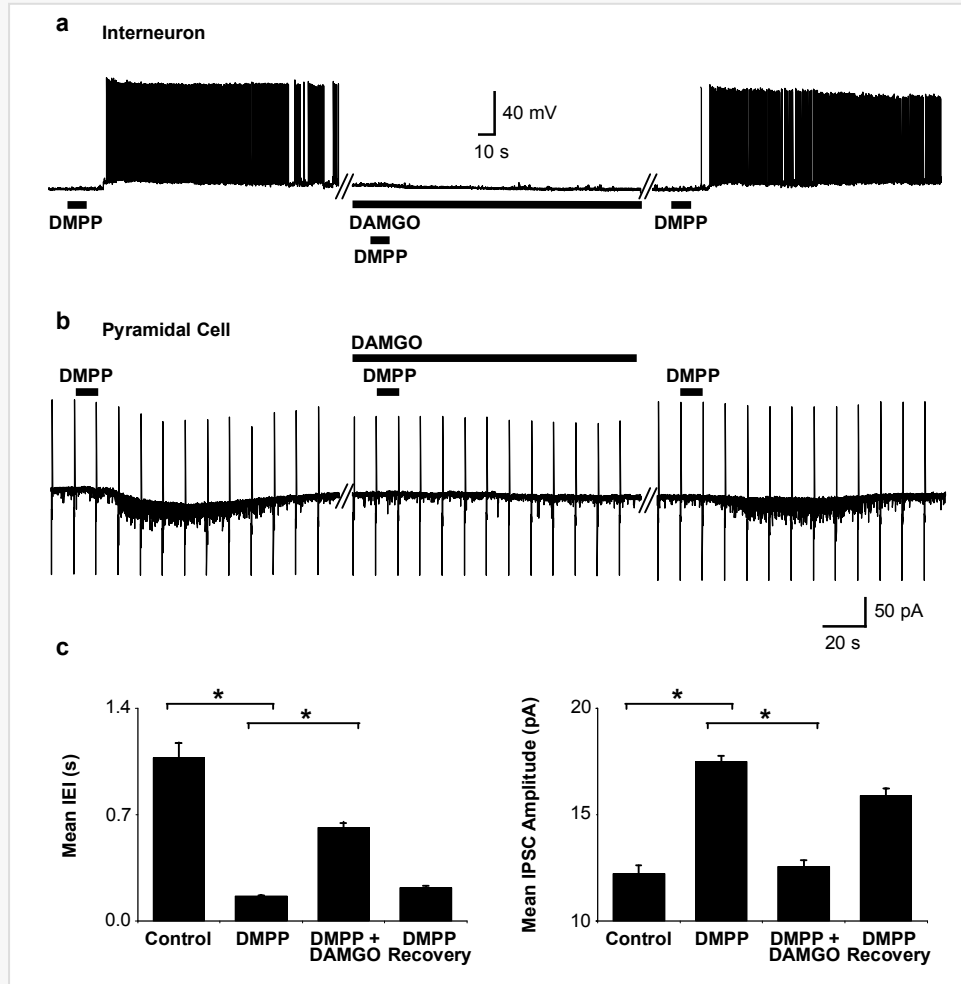 a
Interneuron
40 mV
10 s
DMPP
DAMGO
DMPP
DMPP
b
Pyramidal Cell
DAMGO
DMPP
DMPP
DMPP
50 pA
20 s
c
Mean IEI (s)
1.4
0.7
0.0
*
*
Control
DMPP
DMPP +
DAMGO
DMPP
Recovery
Mean IPSC Amplitude (pA)
20
15
10
*
*
Control
DMPP
DMPP +
DAMGO
DMPP
Recovery